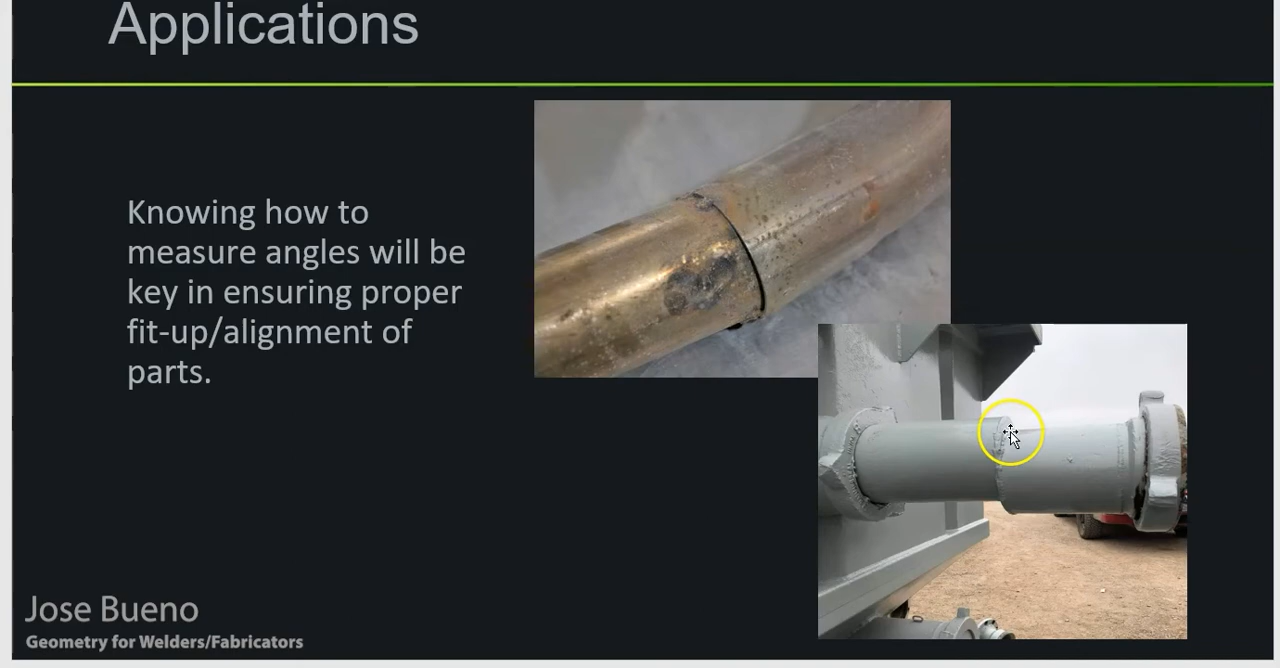 Applications
Knowing how to
measure angles will be
key in ensuring proper
fit-up/alignment of
parts.
Jose Bueno
Geometry for Welders/Fabricators